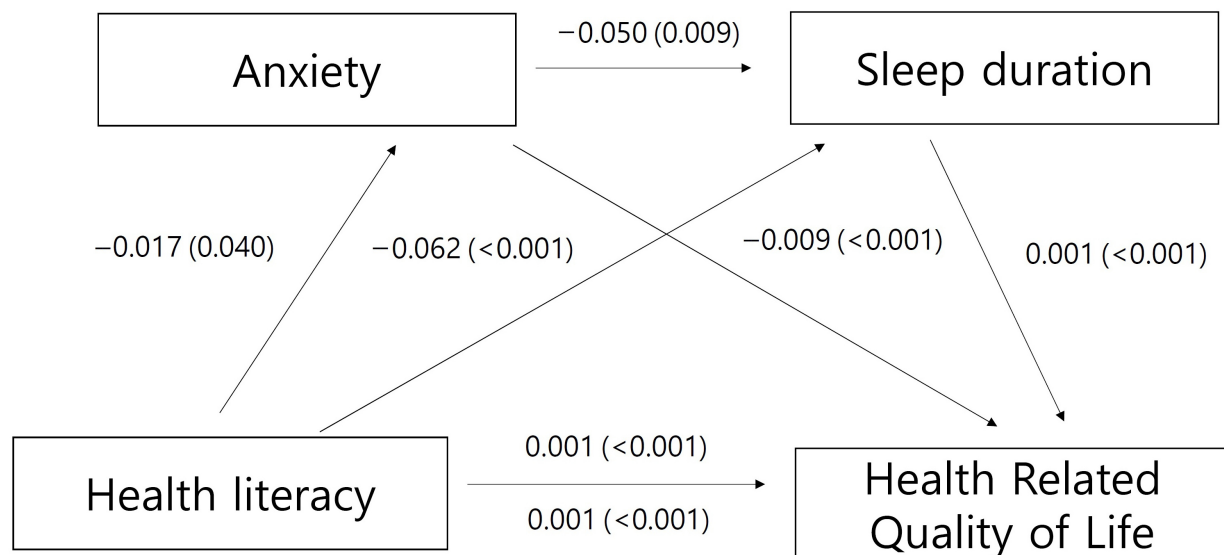 −0.050 (0.009)
Anxiety
Sleep duration
−0.017 (0.040)
−0.062 (<0.001)
−0.009 (<0.001)
0.001 (<0.001)
0.001 (<0.001)
Health literacy
0.001 (<0.001)
Health Related
Quality of Life